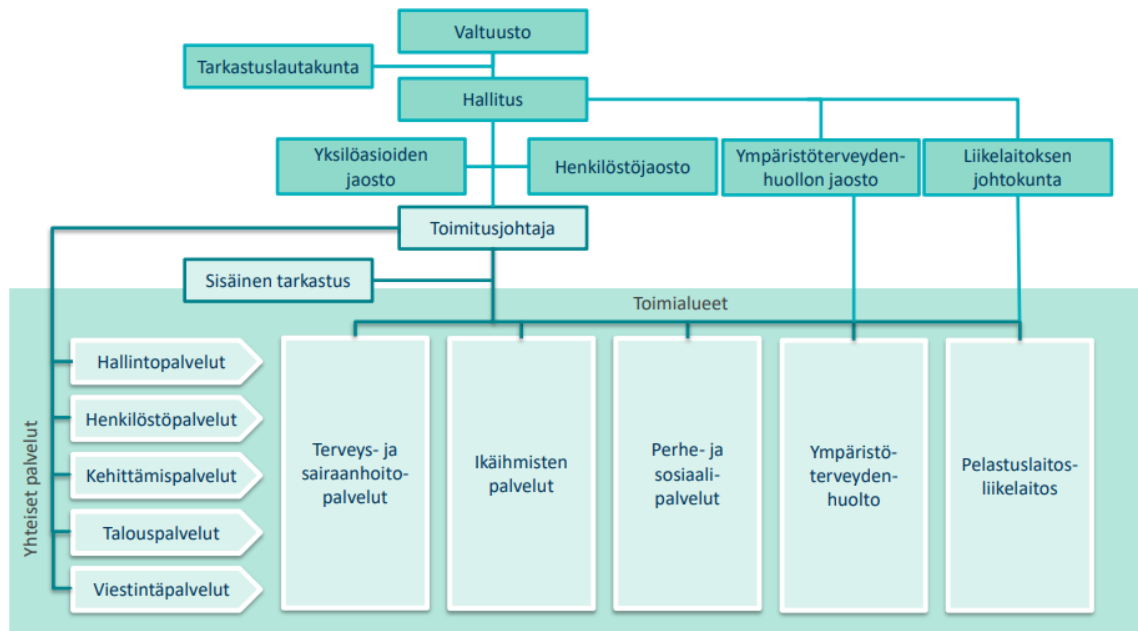 Valtuusto
Tarkastuslautakunta
Hallitus
Yksilöasioiden
jaosto
Henkilöstöjaosto
Ympäristöterveyden-
huollon jaosto
Liikelaitoksen
johtokunta
Toimitusjohtaja
Sisäinen tarkastus
Toimialueet
Yhteiset palvelut
Hallintopalvelut
Henkilöstöpalvelut
Kehittämispalvelut
Talouspalvelut
Viestintäpalvelut
Terveys- ja
sairaanhoito-
palvelut
Ikäihmisten
palvelut
Perhe- ja
sosiaali-
palvelut
Ympäristö-
terveyden-
huolto
Pelastuslaitos-
liikelaitos